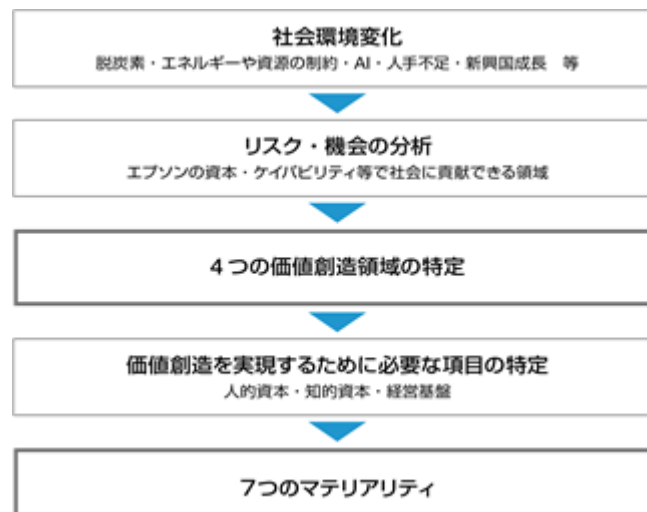 社会環境変化
脱炭素・エネルギーや資源の制約・AI・人手不足・新興国成長　等
リスク・機会の分析
エプソンの資本・ケイパビリティ等で社会に貢献できる領域
4つの価値創造領域の特定
価値創造を実現するために必要な項目の特定
人的資本・知的資本・経営基盤
7つのマテリアリティ